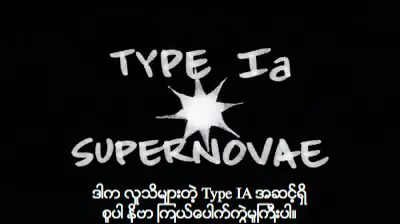 TYPE Ia
SUPERNOVAE
ဒါက လူသိများတဲ့ Type IA အဆင့်ရှိ
စူပါ နိုဗာ ကြယ်ပေါက်ကွဲမှုကြီးပါ။